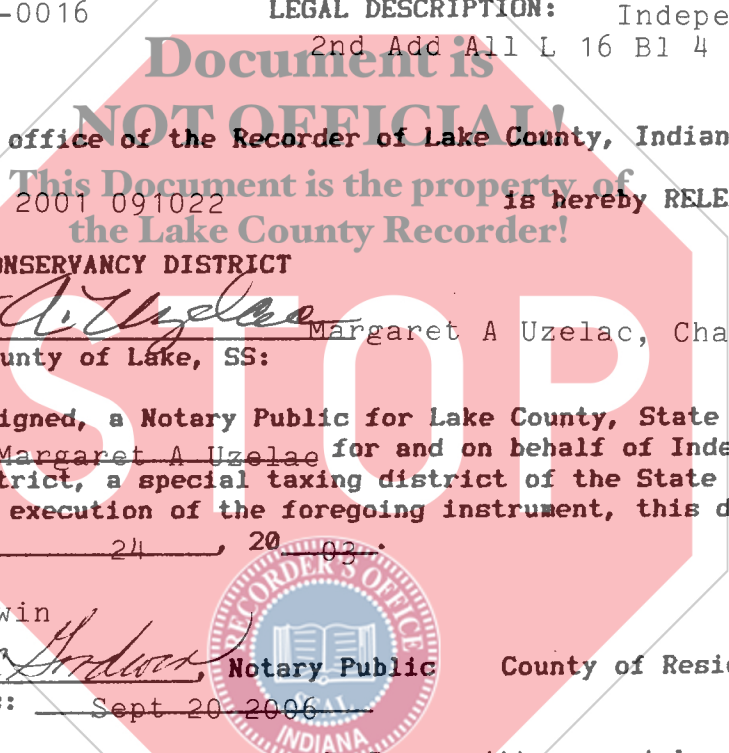 -0016 LEGAL DESCRIPTION: Indepe
Document is
2nd Add All L 16 Bl 4
NOT OFFICIAL!
office of the Recorder of Lake County, Indian
This Document is the property of
2001 091022 is hereby RELE
the Lake County Recorder!
ONSERVANCY DISTRICT
A. Uzelac Margaret A Uzelac, Cha
unty of Lake, SS:
STOP
igned, a Notary Public for Lake County, State
Margaret A Uzelac for and on behalf of Inde
trict, a special taxing district of the State
execution of the foregoing instrument, this d
24, 20 03.
RECORDER'S OFFICE
win
Goodwin, Notary Public County of Resid
: Sept 20 2006
SEAL
INDIANA